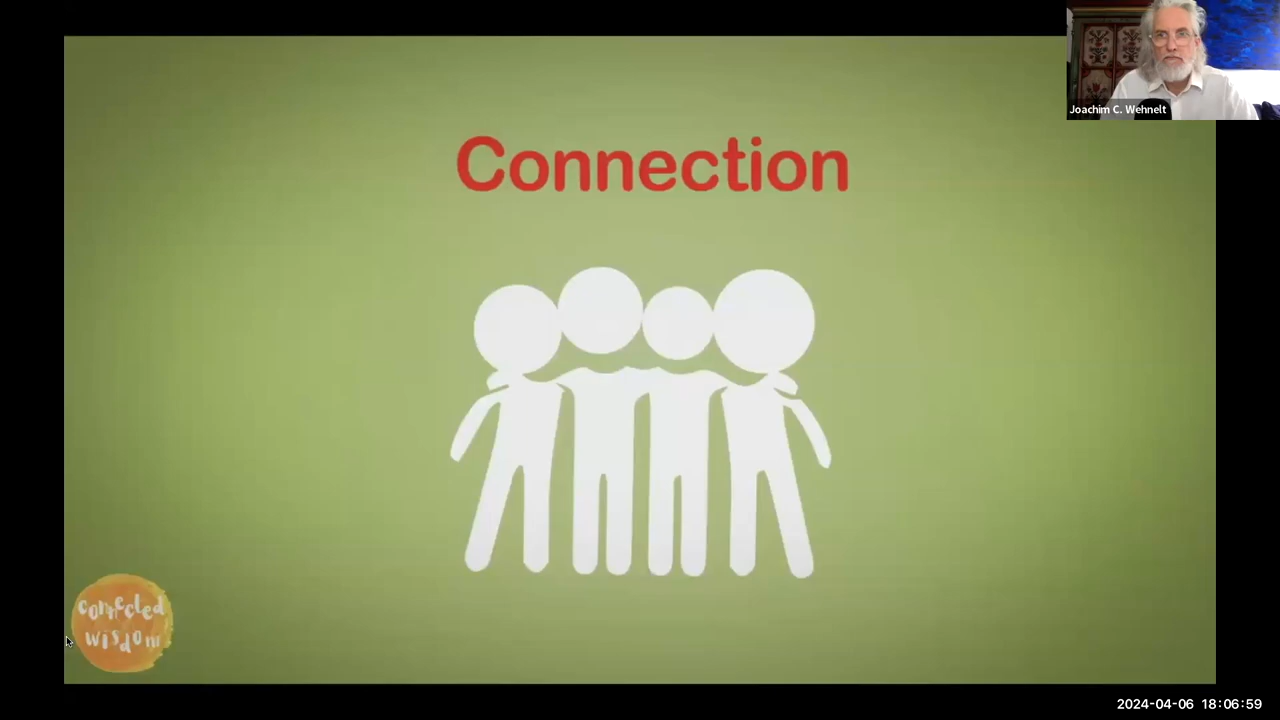 Joachim C. Wehnelt
Connection
connected
wisdom
2024-04-06 18:06:59